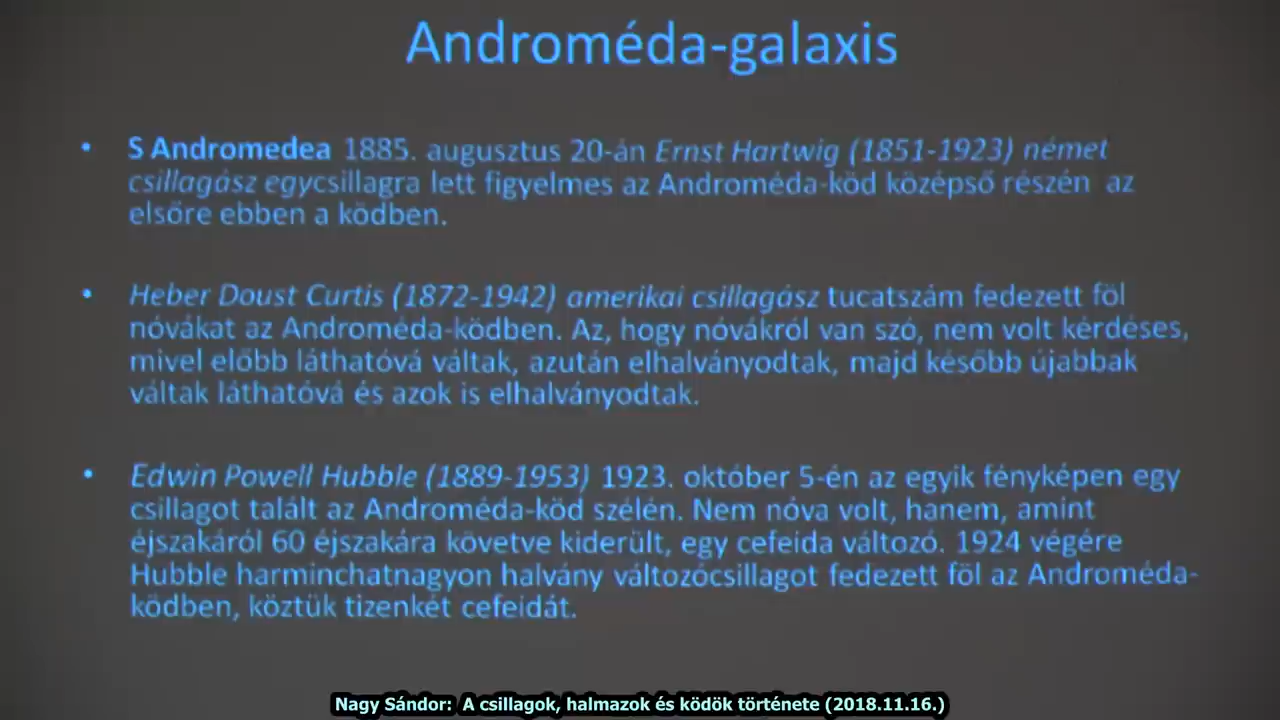 Androméda-galaxis
• S Andromedea 1885. augusztus 20-án Ernst Hartwig (1851-1923) német
csillagász egycsillagra lett figyelmes az Androméda-köd középső részén az
elsőre ebben a ködben.
• Heber Doust Curtis (1872-1942) amerikai csillagász tucatszám fedezett föl
nóvákat az Androméda-ködben. Az, hogy nóvákról van szó, nem volt kérdéses,
mivel előbb láthatóvá váltak, azután elhalványodtak, majd később újabbak
váltak láthatóvá és azok is elhalványodtak.
• Edwin Powell Hubble (1889-1953) 1923. október 5-én az egyik fényképen egy
csillagot talált az Androméda-köd szélén. Nem nóva volt, hanem, amint
éjszakáról 60 éjszakára követve kiderült, egy cefeida változó. 1924 végére
Hubble harminchatnagyon halvány változócsillagot fedezett föl az Androméda-
ködben, köztük tizenkét cefeidát.
Nagy Sándor: A csillagok, halmazok és ködök története (2018.11.16.)